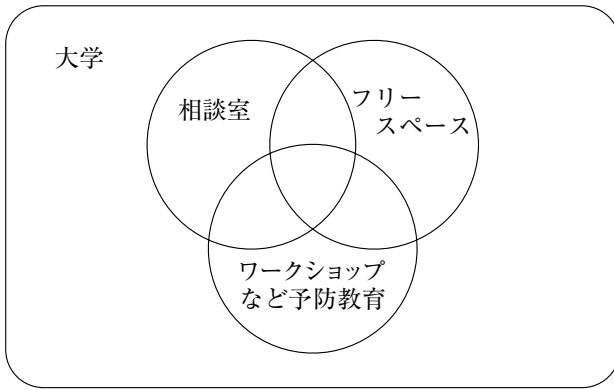 大学
相談室
フリー
スペース
ワークショップ
など予防教育